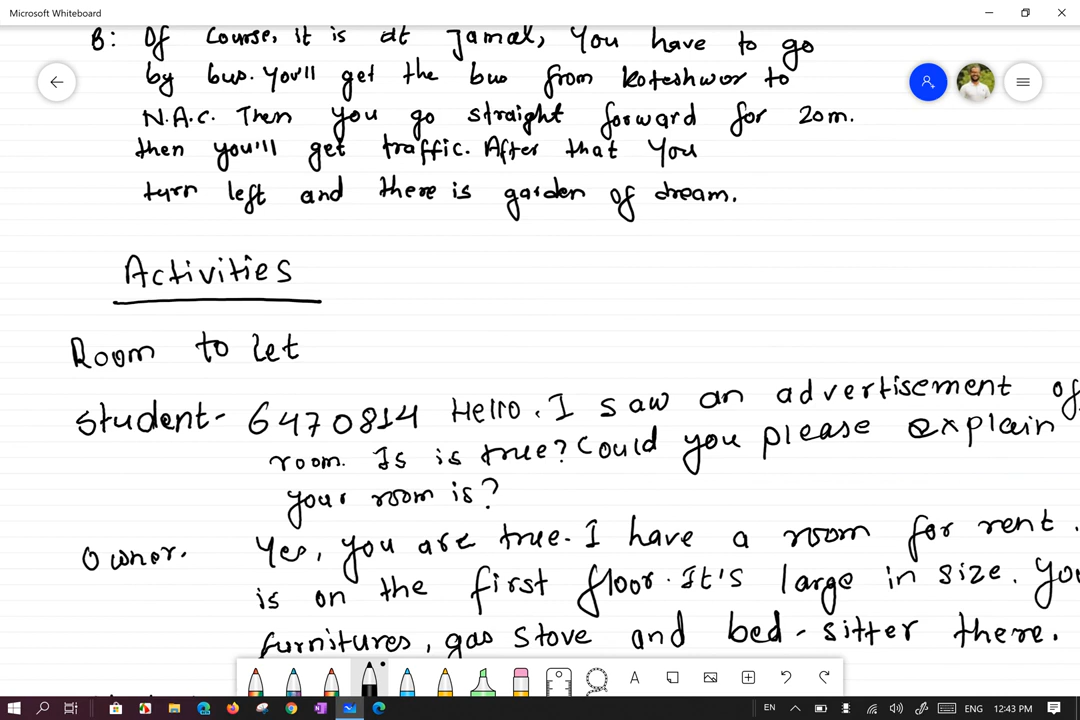 Microsoft Whiteboard
B: Of course, it is at Jamal, You have to go
by bus. You'll get the bus from koteshwor to
N.A.C. Then you go straight forward for 20m.
then you'll get traffic. After that You
turn left and there is garden of dream.
Activities
Room to let
Student- 6470814 Hello. I saw an advertisement of
room. Is is true? Could you please explain
your room is?
Owner. Yes, you are true. I have a room for rent.
is on the first floor. It's large in size. You
furnitures, gas stove and bed-sitter there.
EN
ENG 12:43 PM